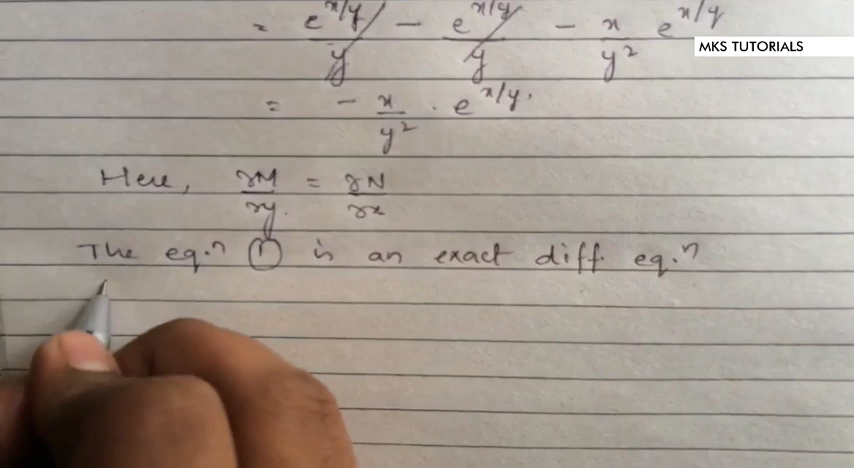 = e^x/y / y − e^x/y / y − x/y² e^x/y
MKS TUTORIALS
= − x/y² . e^x/y.
Here, ∂M/∂y. = ∂N/∂x
The eq.ⁿ ① is an exact diff. eq.ⁿ